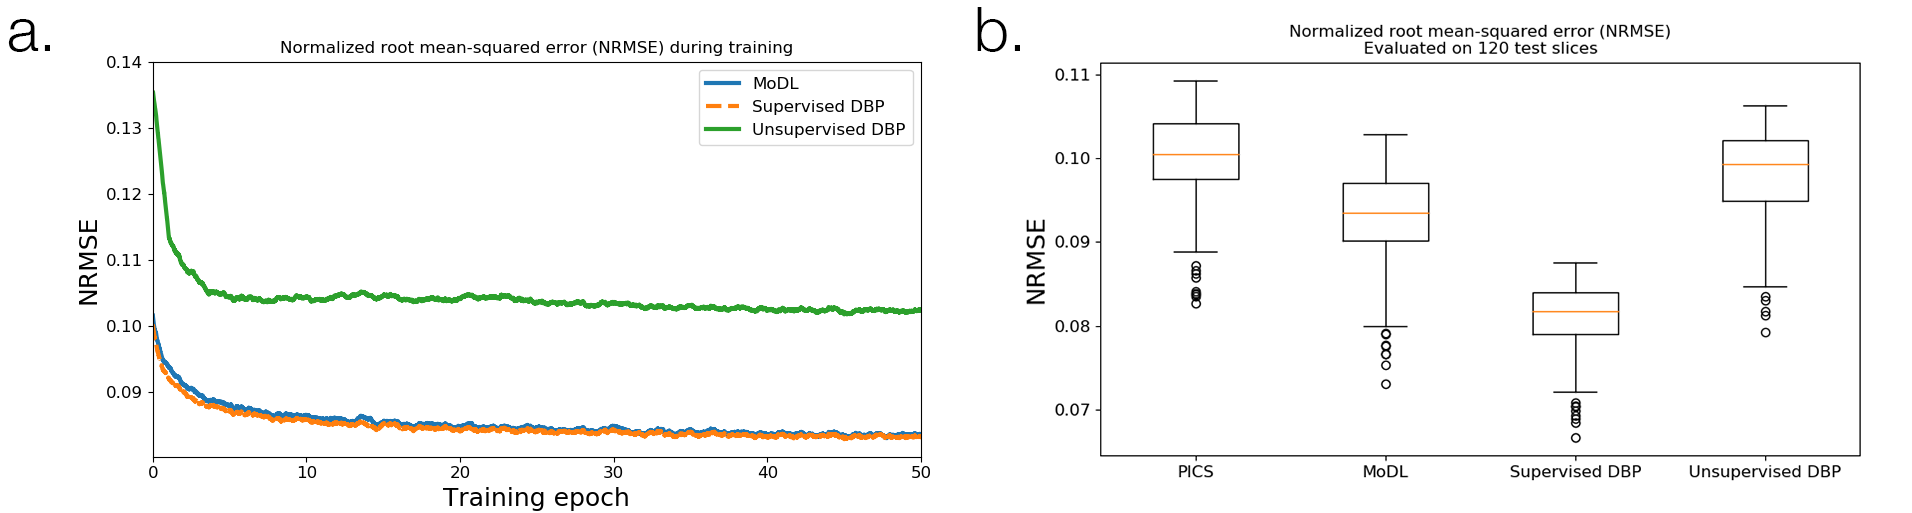 a.
Normalized root mean-squared error (NRMSE) during training
0.14
0.13
0.12
0.11
0.10
0.09
NRMSE
MoDL
Supervised DBP
Unsupervised DBP
0 10 20 30 40 50
Training epoch
b.
Normalized root mean-squared error (NRMSE)
Evaluated on 120 test slices
0.11
0.10
0.09
0.08
0.07
NRMSE
PICS MoDL Supervised DBP Unsupervised DBP